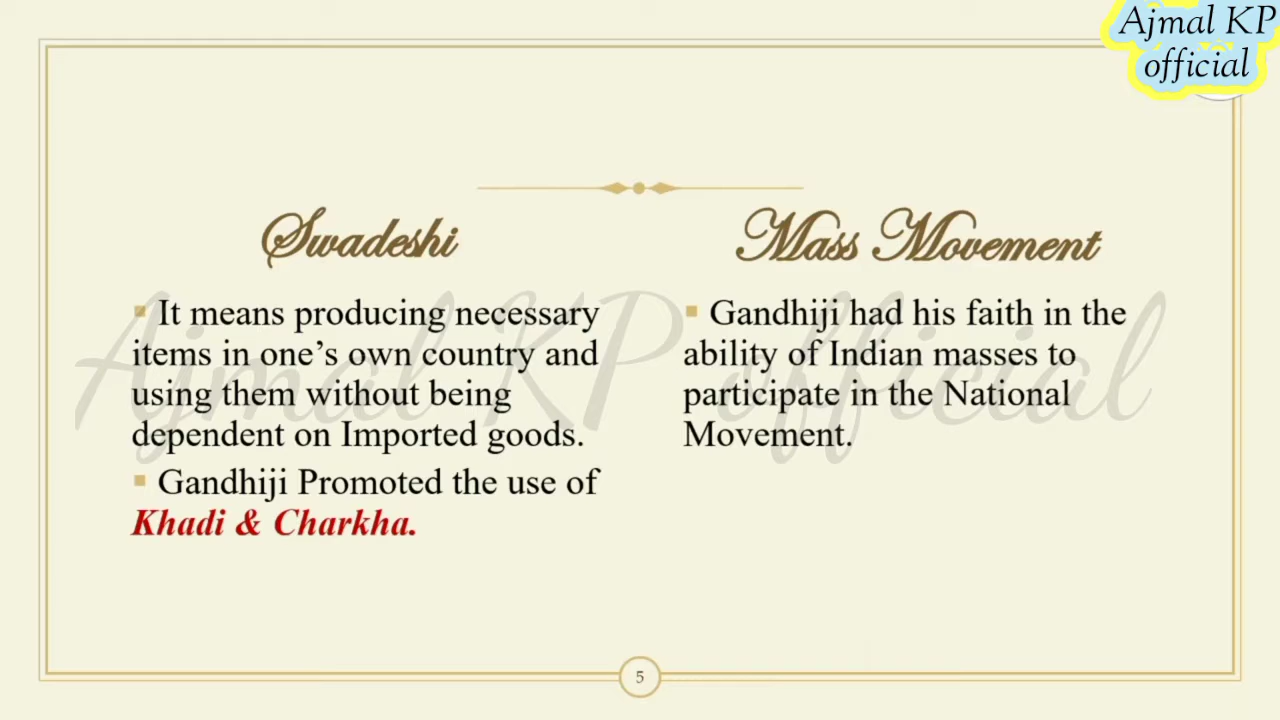 Ajmal KP
official
Swadeshi
▪ It means producing necessary
items in one’s own country and
using them without being
dependent on Imported goods.
▪ Gandhiji Promoted the use of
Khadi & Charkha.
Mass Movement
▪ Gandhiji had his faith in the
ability of Indian masses to
participate in the National
Movement.
Ajmal KP official
5